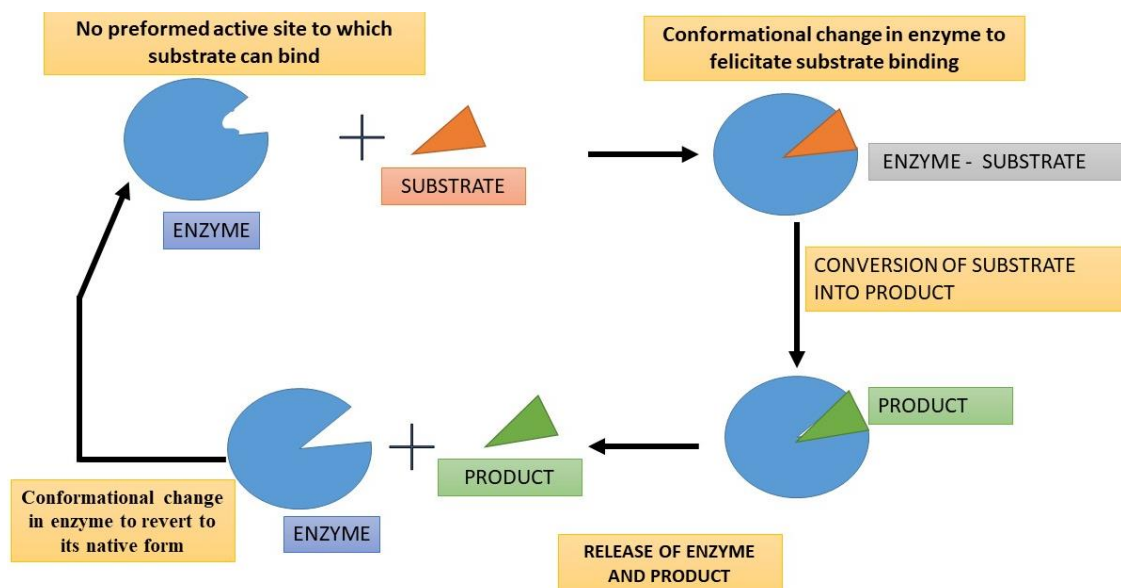 No preformed active site to which
substrate can bind
Conformational change in enzyme to
felicitate substrate binding
SUBSTRATE
ENZYME - SUBSTRATE
ENZYME
CONVERSION OF SUBSTRATE
INTO PRODUCT
PRODUCT
PRODUCT
Conformational change
in enzyme to revert to
its native form
ENZYME
RELEASE OF ENZYME
AND PRODUCT